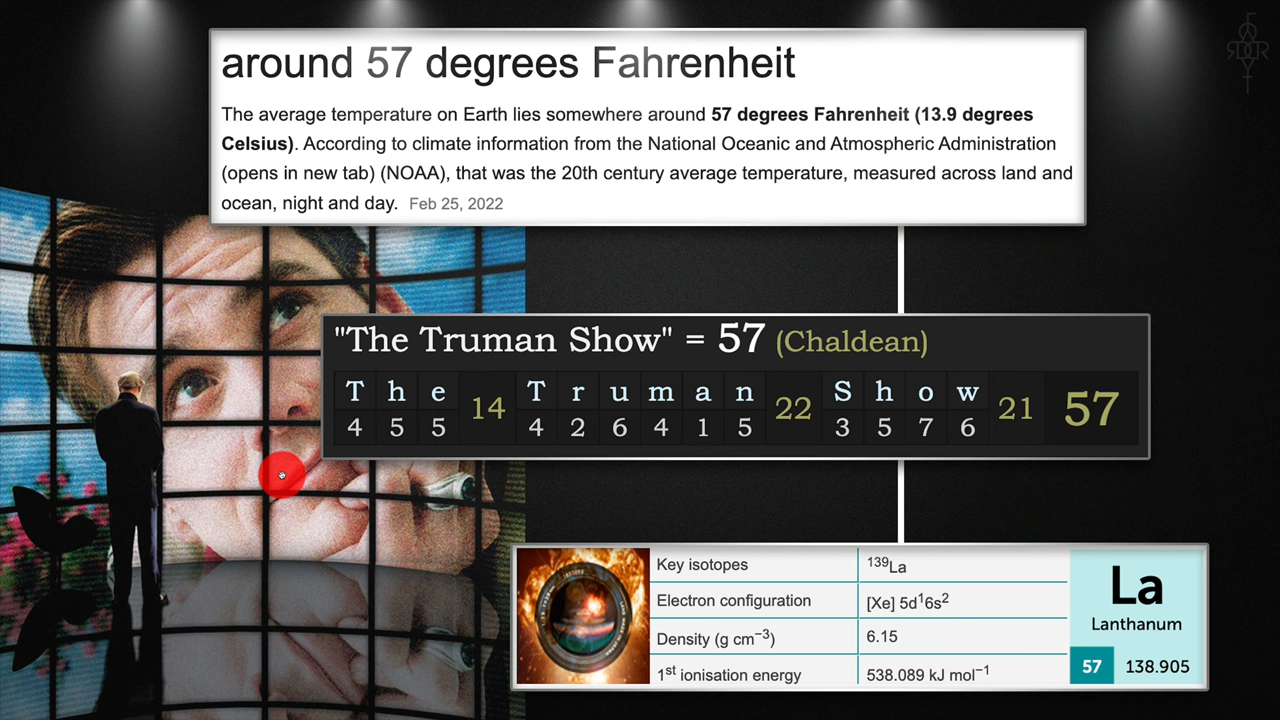 around 57 degrees Fahrenheit
The average temperature on Earth lies somewhere around 57 degrees Fahrenheit (13.9 degrees
Celsius). According to climate information from the National Oceanic and Atmospheric Administration
(opens in new tab) (NOAA), that was the 20th century average temperature, measured across land and
ocean, night and day. Feb 25, 2022
"The Truman Show" = 57 (Chaldean)
T h e 14 T r u m a n 22 S h o w 21 57
4 5 5 4 2 6 4 1 5 3 5 7 6
Key isotopes ¹³⁹La
Electron configuration [Xe] 5d¹6s²
Density (g cm⁻³) 6.15
1ˢᵗ ionisation energy 538.089 kJ mol⁻¹
La
Lanthanum
57 138.905